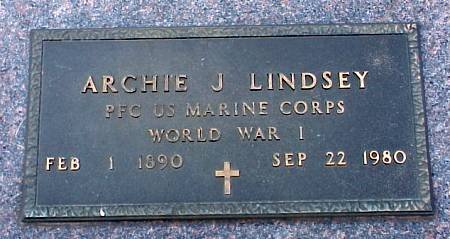 ARCHIE J LINDSEY
PFC US MARINE CORPS
WORLD WAR I
FEB 1 1890 SEP 22 1980